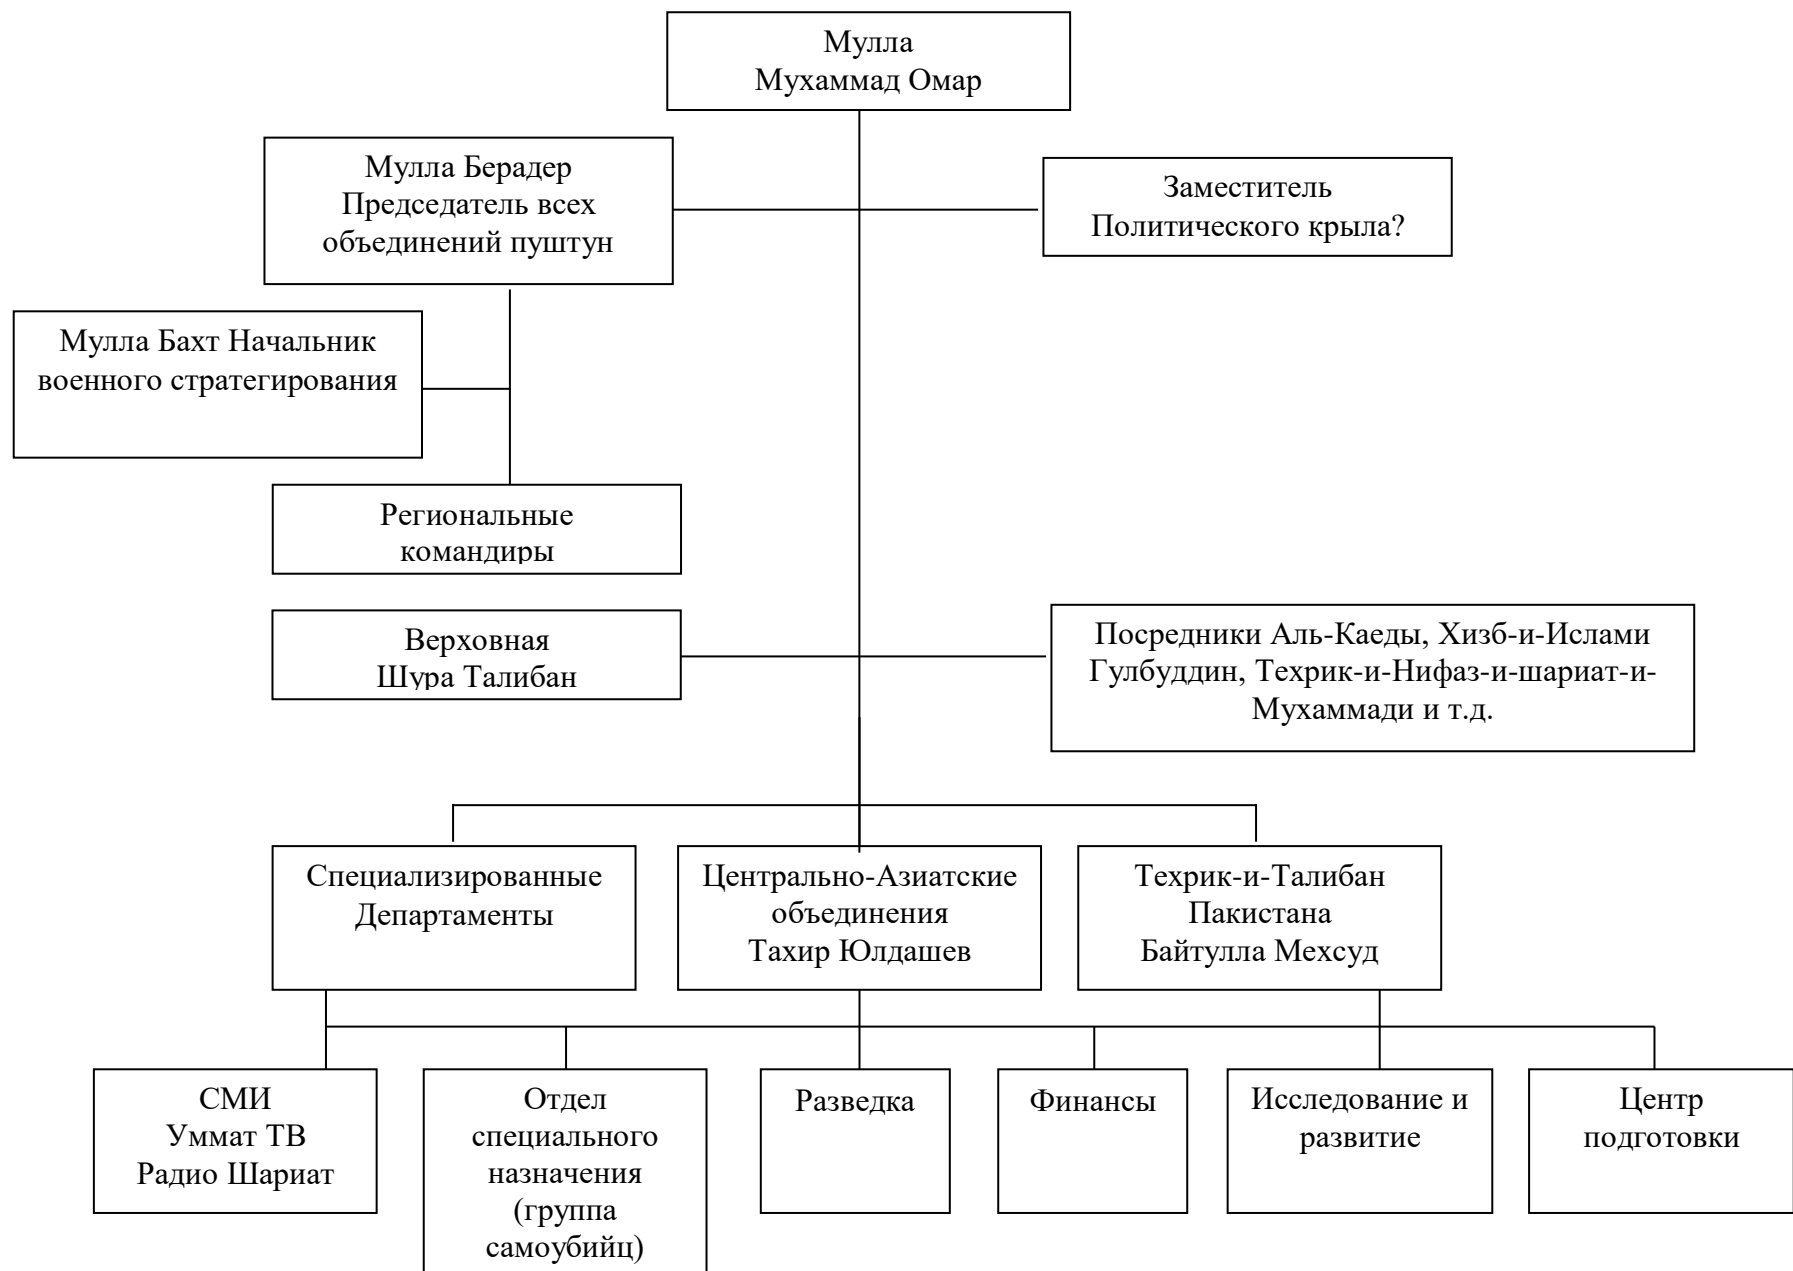 Мулла
Мухаммад Омар
Мулла Берадер
Председатель всех
объединений пуштун
Заместитель
Политического крыла?
Мулла Бахт Начальник
военного стратегирования
Региональные
командиры
Верховная
Шура Талибан
Посредники Аль-Каеды, Хизб-и-Ислами
Гулбуддин, Техрик-и-Нифаз-и-шариат-и-
Мухаммади и т.д.
Специализированные
Департаменты
Центрально-Азиатские
объединения
Тахир Юлдашев
Техрик-и-Талибан
Пакистана
Байтулла Мехсуд
СМИ
Уммат ТВ
Радио Шариат
Отдел
специального
назначения
(группа
самоубийц)
Разведка
Финансы
Исследование и
развитие
Центр
подготовки